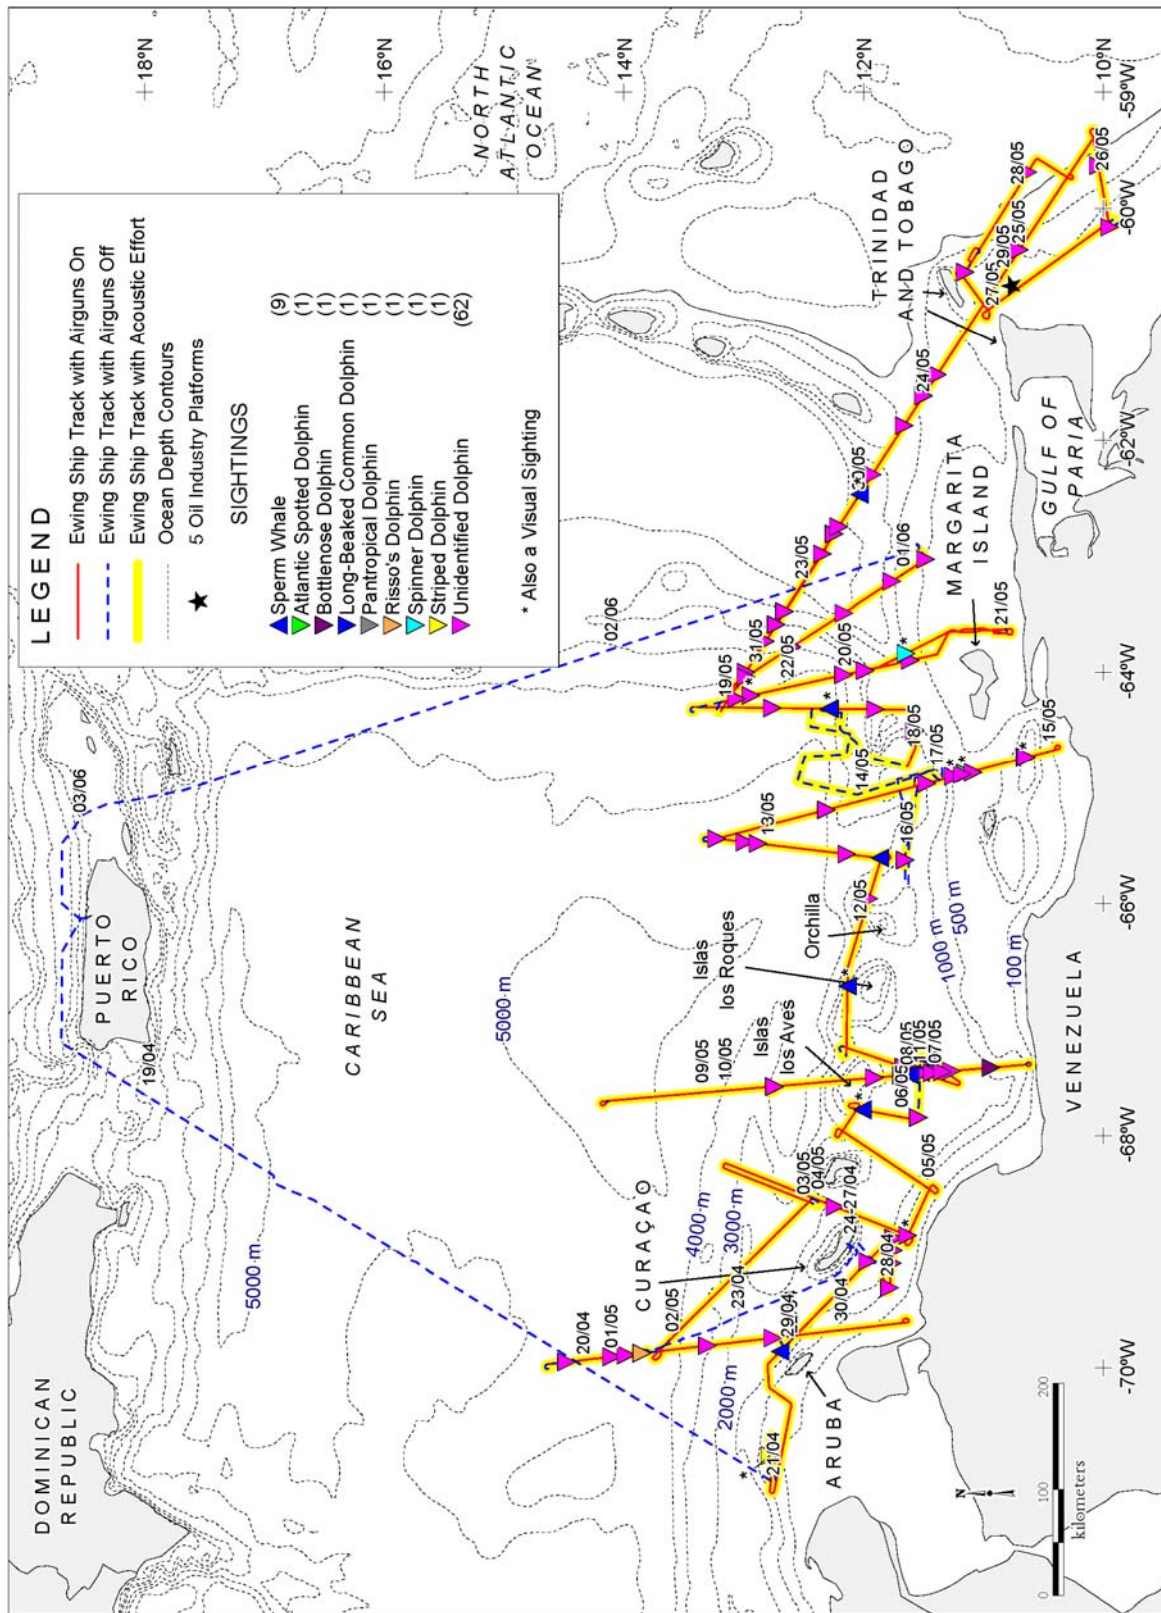 LEGEND
Ewing Ship Track with Airguns On
Ewing Ship Track with Airguns Off
Ewing Ship Track with Acoustic Effort
Ocean Depth Contours
5 Oil Industry Platforms
SIGHTINGS
Sperm Whale (9)
Atlantic Spotted Dolphin (1)
Bottlenose Dolphin (1)
Long-Beaked Common Dolphin (1)
Pantropical Dolphin (1)
Risso's Dolphin (1)
Spinner Dolphin (1)
Striped Dolphin (1)
Unidentified Dolphin (62)
* Also a Visual Sighting
DOMINICAN
REPUBLIC
PUERTO
RICO
19/04
03/06
18ºN
16ºN
14ºN
12ºN
10ºN
NORTH
ATLANTIC
OCEAN
CARIBBEAN
SEA
5000 m
5000 m
02/06
4000 m
3000 m
2000 m
20/04
01/05
02/05
23/04
CURAÇAO
03/05
04/05
24-27/04
09/05
10/05
Islas
los Aves
Islas
los Roques
Orchilla
12/05
13/05
14/05
16/05
17/05
18/05
15/05
19/05
31/05
22/05
20/05
21/05
23/05
01/06
30/05
24/05
TRINIDAD
AND TOBAGO
27/05
29/05
25/05
28/05
26/05
MARGARITA
ISLAND
GULF OF
PARIA
21/04
ARUBA
29/04
30/04
28/04
05/05
06/05
08/05
11/05
07/05
1000 m
500 m
100 m
VENEZUELA
-70ºW
-68ºW
-66ºW
-64ºW
-62ºW
-60ºW
-59ºW
N
0 100 200
kilometers